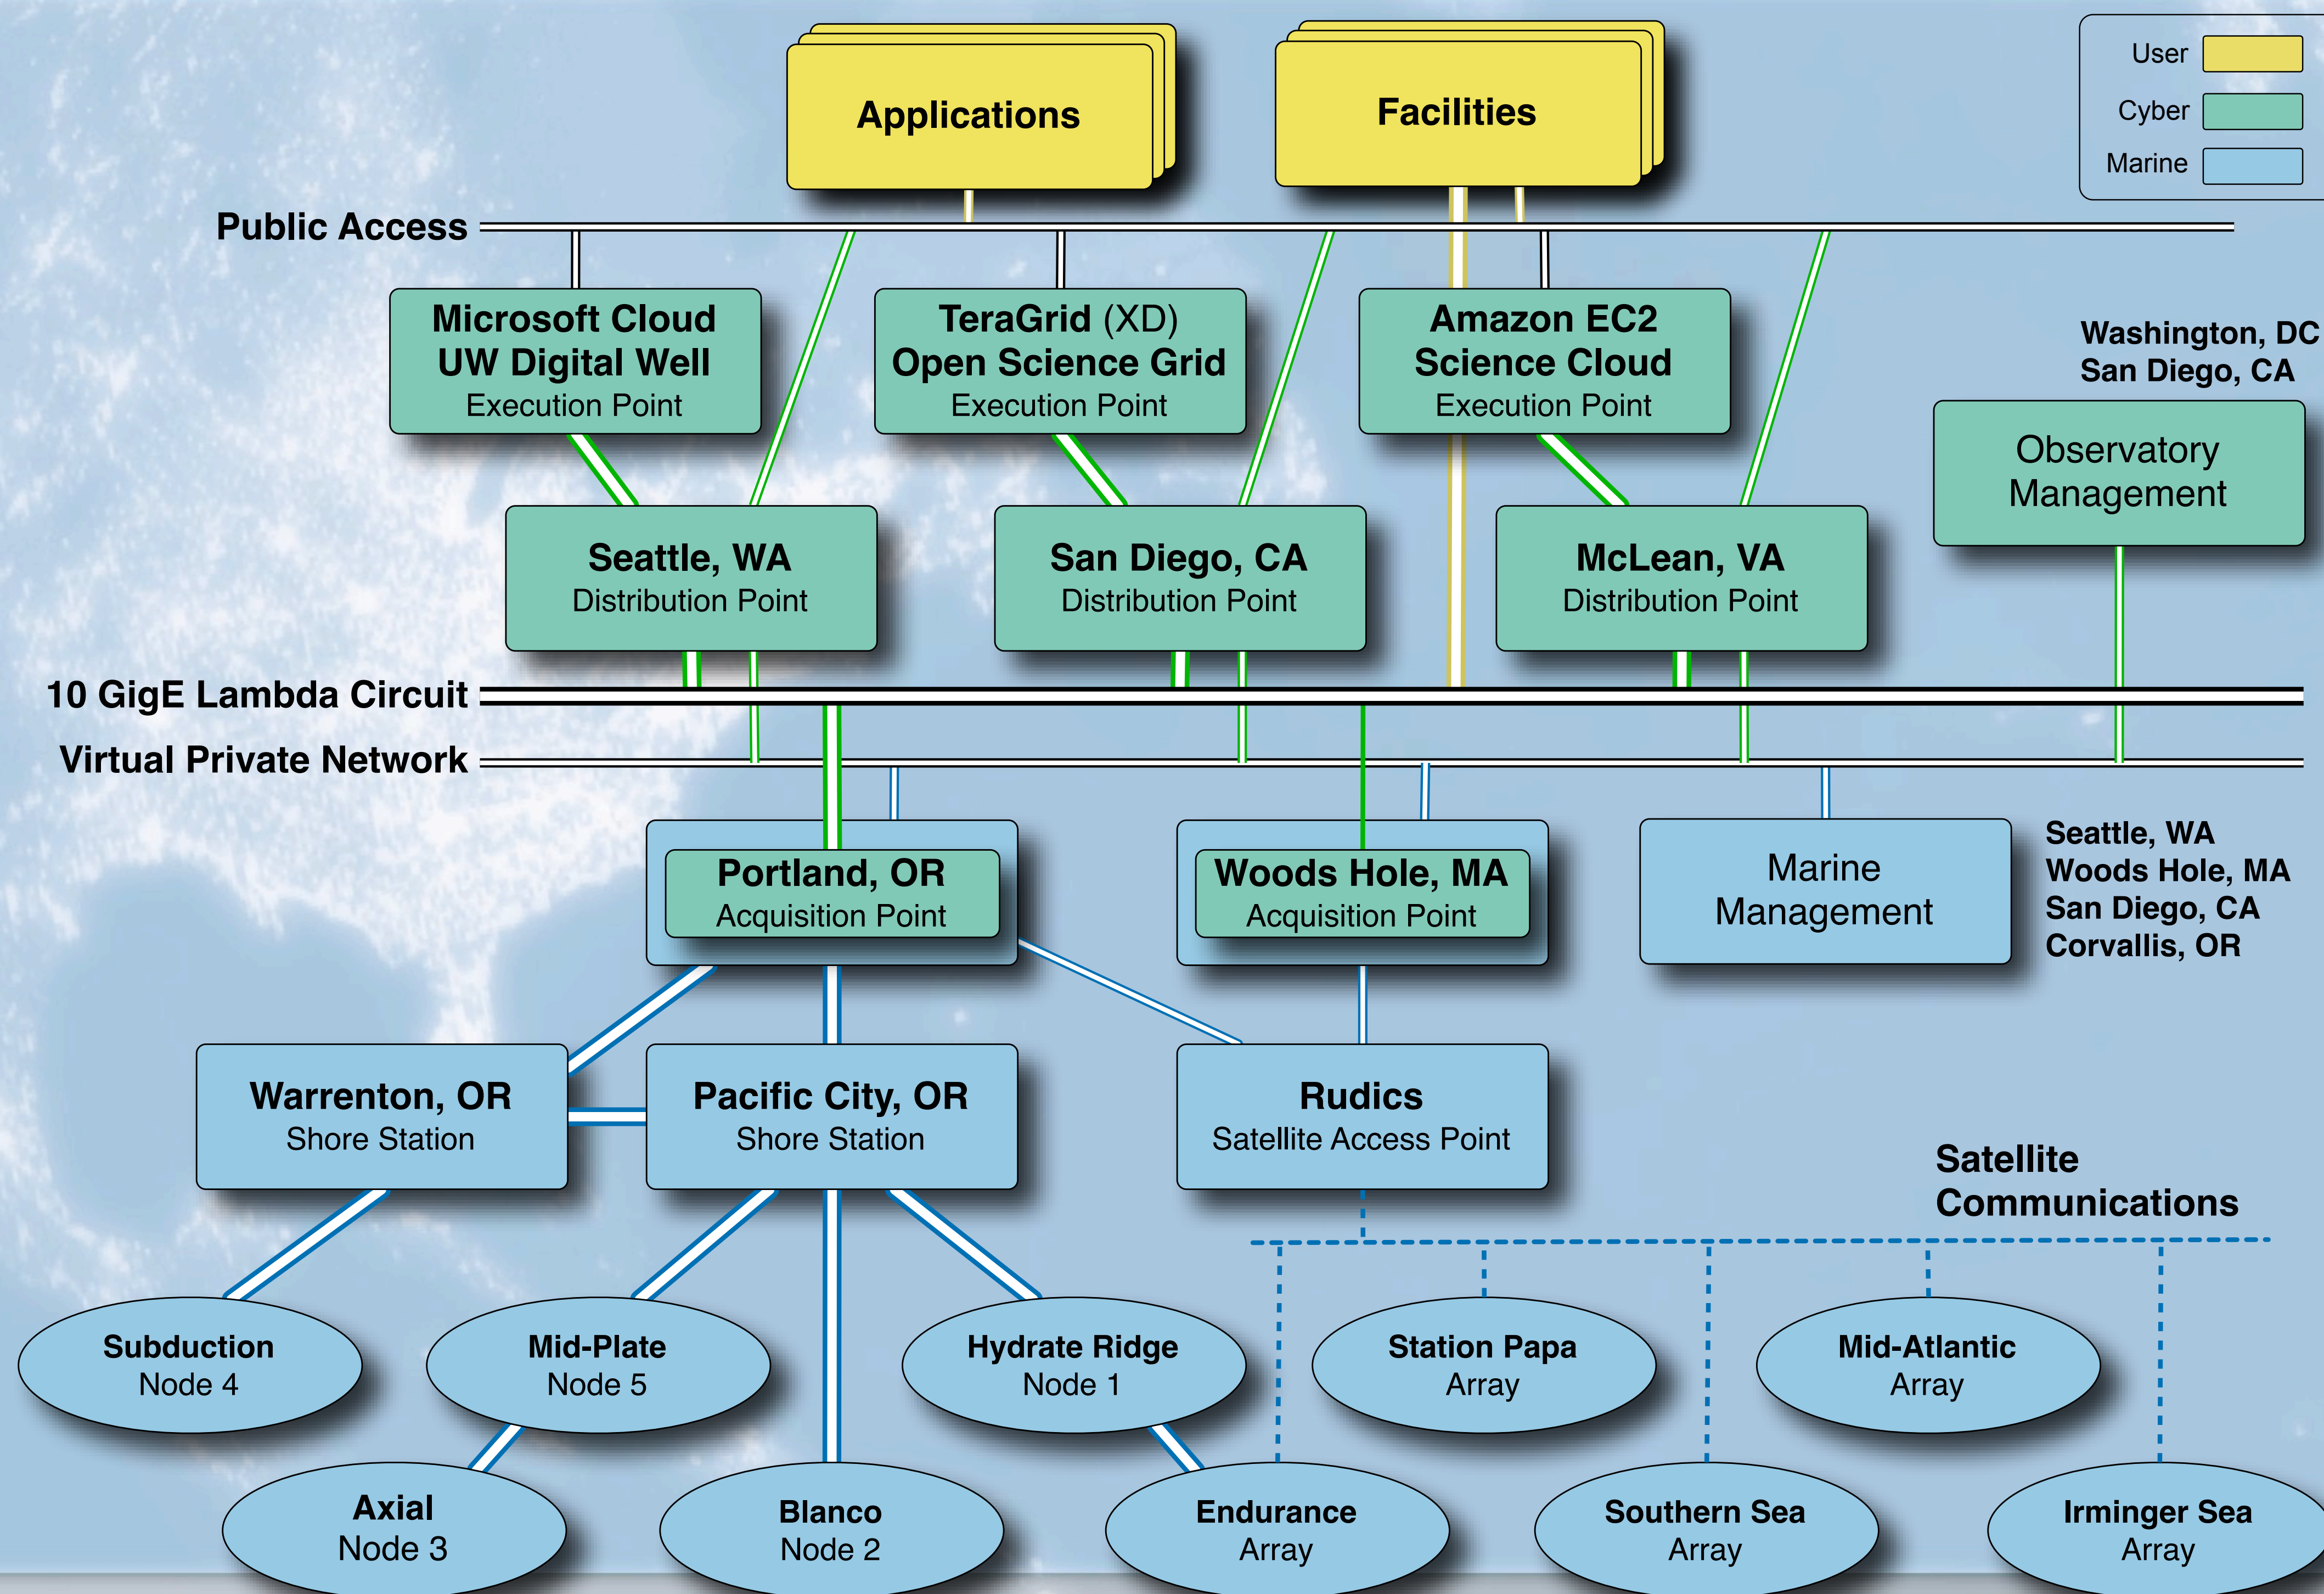 Applications
Facilities
User
Cyber
Marine
Public Access
Microsoft Cloud
UW Digital Well
Execution Point
TeraGrid (XD)
Open Science Grid
Execution Point
Amazon EC2
Science Cloud
Execution Point
Washington, DC
San Diego, CA
Observatory
Management
Seattle, WA
Distribution Point
San Diego, CA
Distribution Point
McLean, VA
Distribution Point
10 GigE Lambda Circuit
Virtual Private Network
Portland, OR
Acquisition Point
Woods Hole, MA
Acquisition Point
Marine
Management
Seattle, WA
Woods Hole, MA
San Diego, CA
Corvallis, OR
Warrenton, OR
Shore Station
Pacific City, OR
Shore Station
Rudics
Satellite Access Point
Satellite
Communications
Subduction
Node 4
Mid-Plate
Node 5
Hydrate Ridge
Node 1
Station Papa
Array
Mid-Atlantic
Array
Axial
Node 3
Blanco
Node 2
Endurance
Array
Southern Sea
Array
Irminger Sea
Array